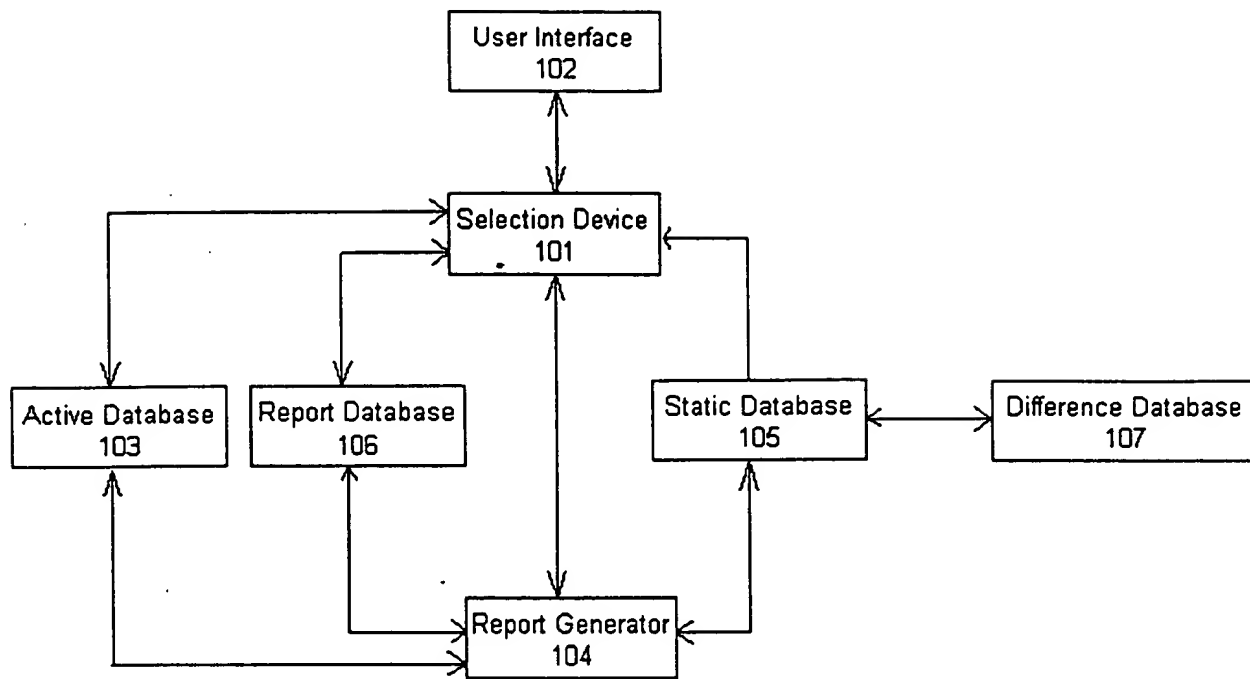 User Interface
102
Selection Device
101
Active Database
103
Report Database
106
Static Database
105
Difference Database
107
Report Generator
104